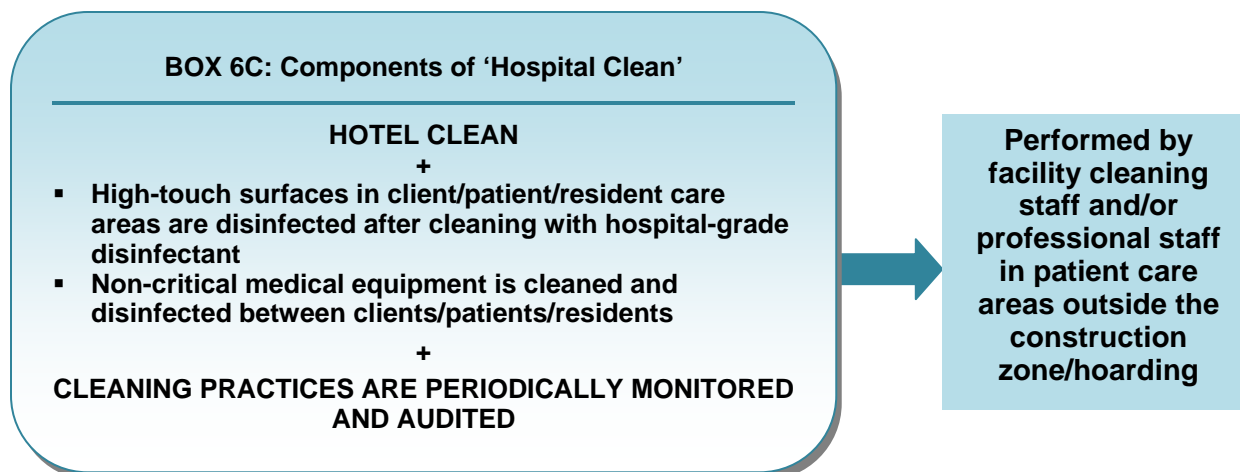 BOX 6C: Components of ‘Hospital Clean’
HOTEL CLEAN
+
▪ High-touch surfaces in client/patient/resident care
areas are disinfected after cleaning with hospital-grade
disinfectant
▪ Non-critical medical equipment is cleaned and
disinfected between clients/patients/residents
+
CLEANING PRACTICES ARE PERIODICALLY MONITORED
AND AUDITED
Performed by
facility cleaning
staff and/or
professional staff
in patient care
areas outside the
construction
zone/hoarding